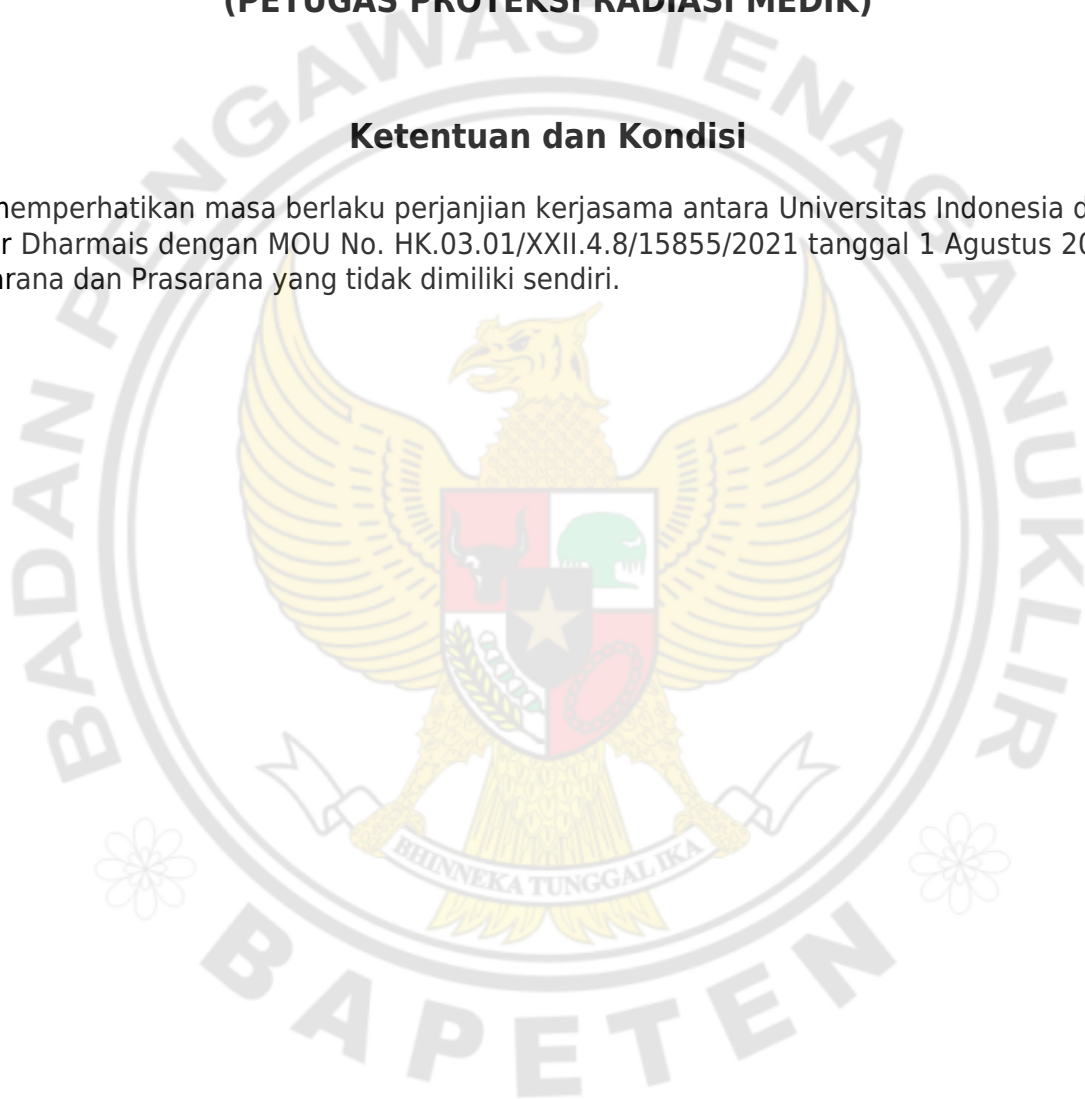 (PETUGAS PROTEKSI RADIASI MEDIK)
Ketentuan dan Kondisi
memperhatikan masa berlaku perjanjian kerjasama antara Universitas Indonesia d
r Dharmais dengan MOU No. HK.03.01/XXII.4.8/15855/2021 tanggal 1 Agustus 20
arana dan Prasarana yang tidak dimiliki sendiri.
BADAN PENGAWAS TENAGA NUKLIR
BHINNEKA TUNGGAL IKA
BAPETEN